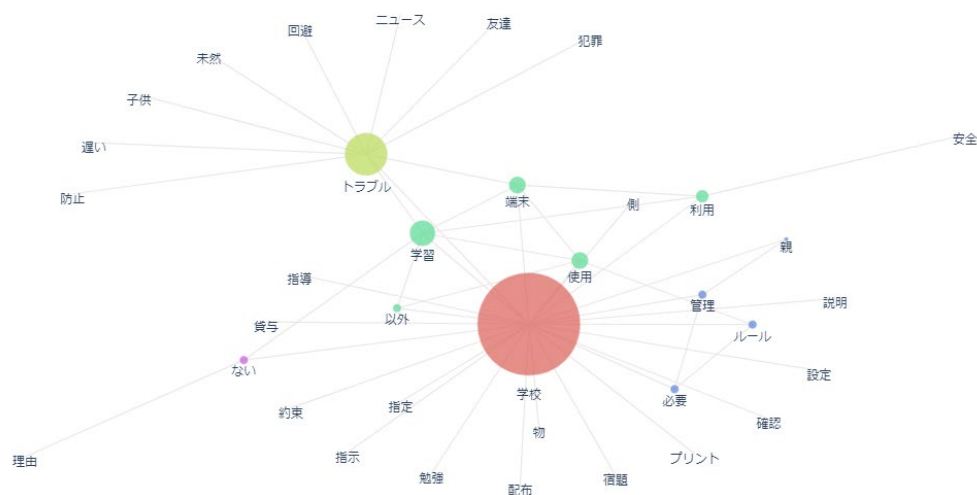 ニュース
回避
友達
犯罪
未然
子供
遅い
安全
防止
トラブル
端末
側
利用
学習
親
使用
指導
管理
説明
以外
貸与
ルール
ない
設定
学校
必要
約束
指定
確認
物
指示
プリント
理由
勉強
宿題
配布